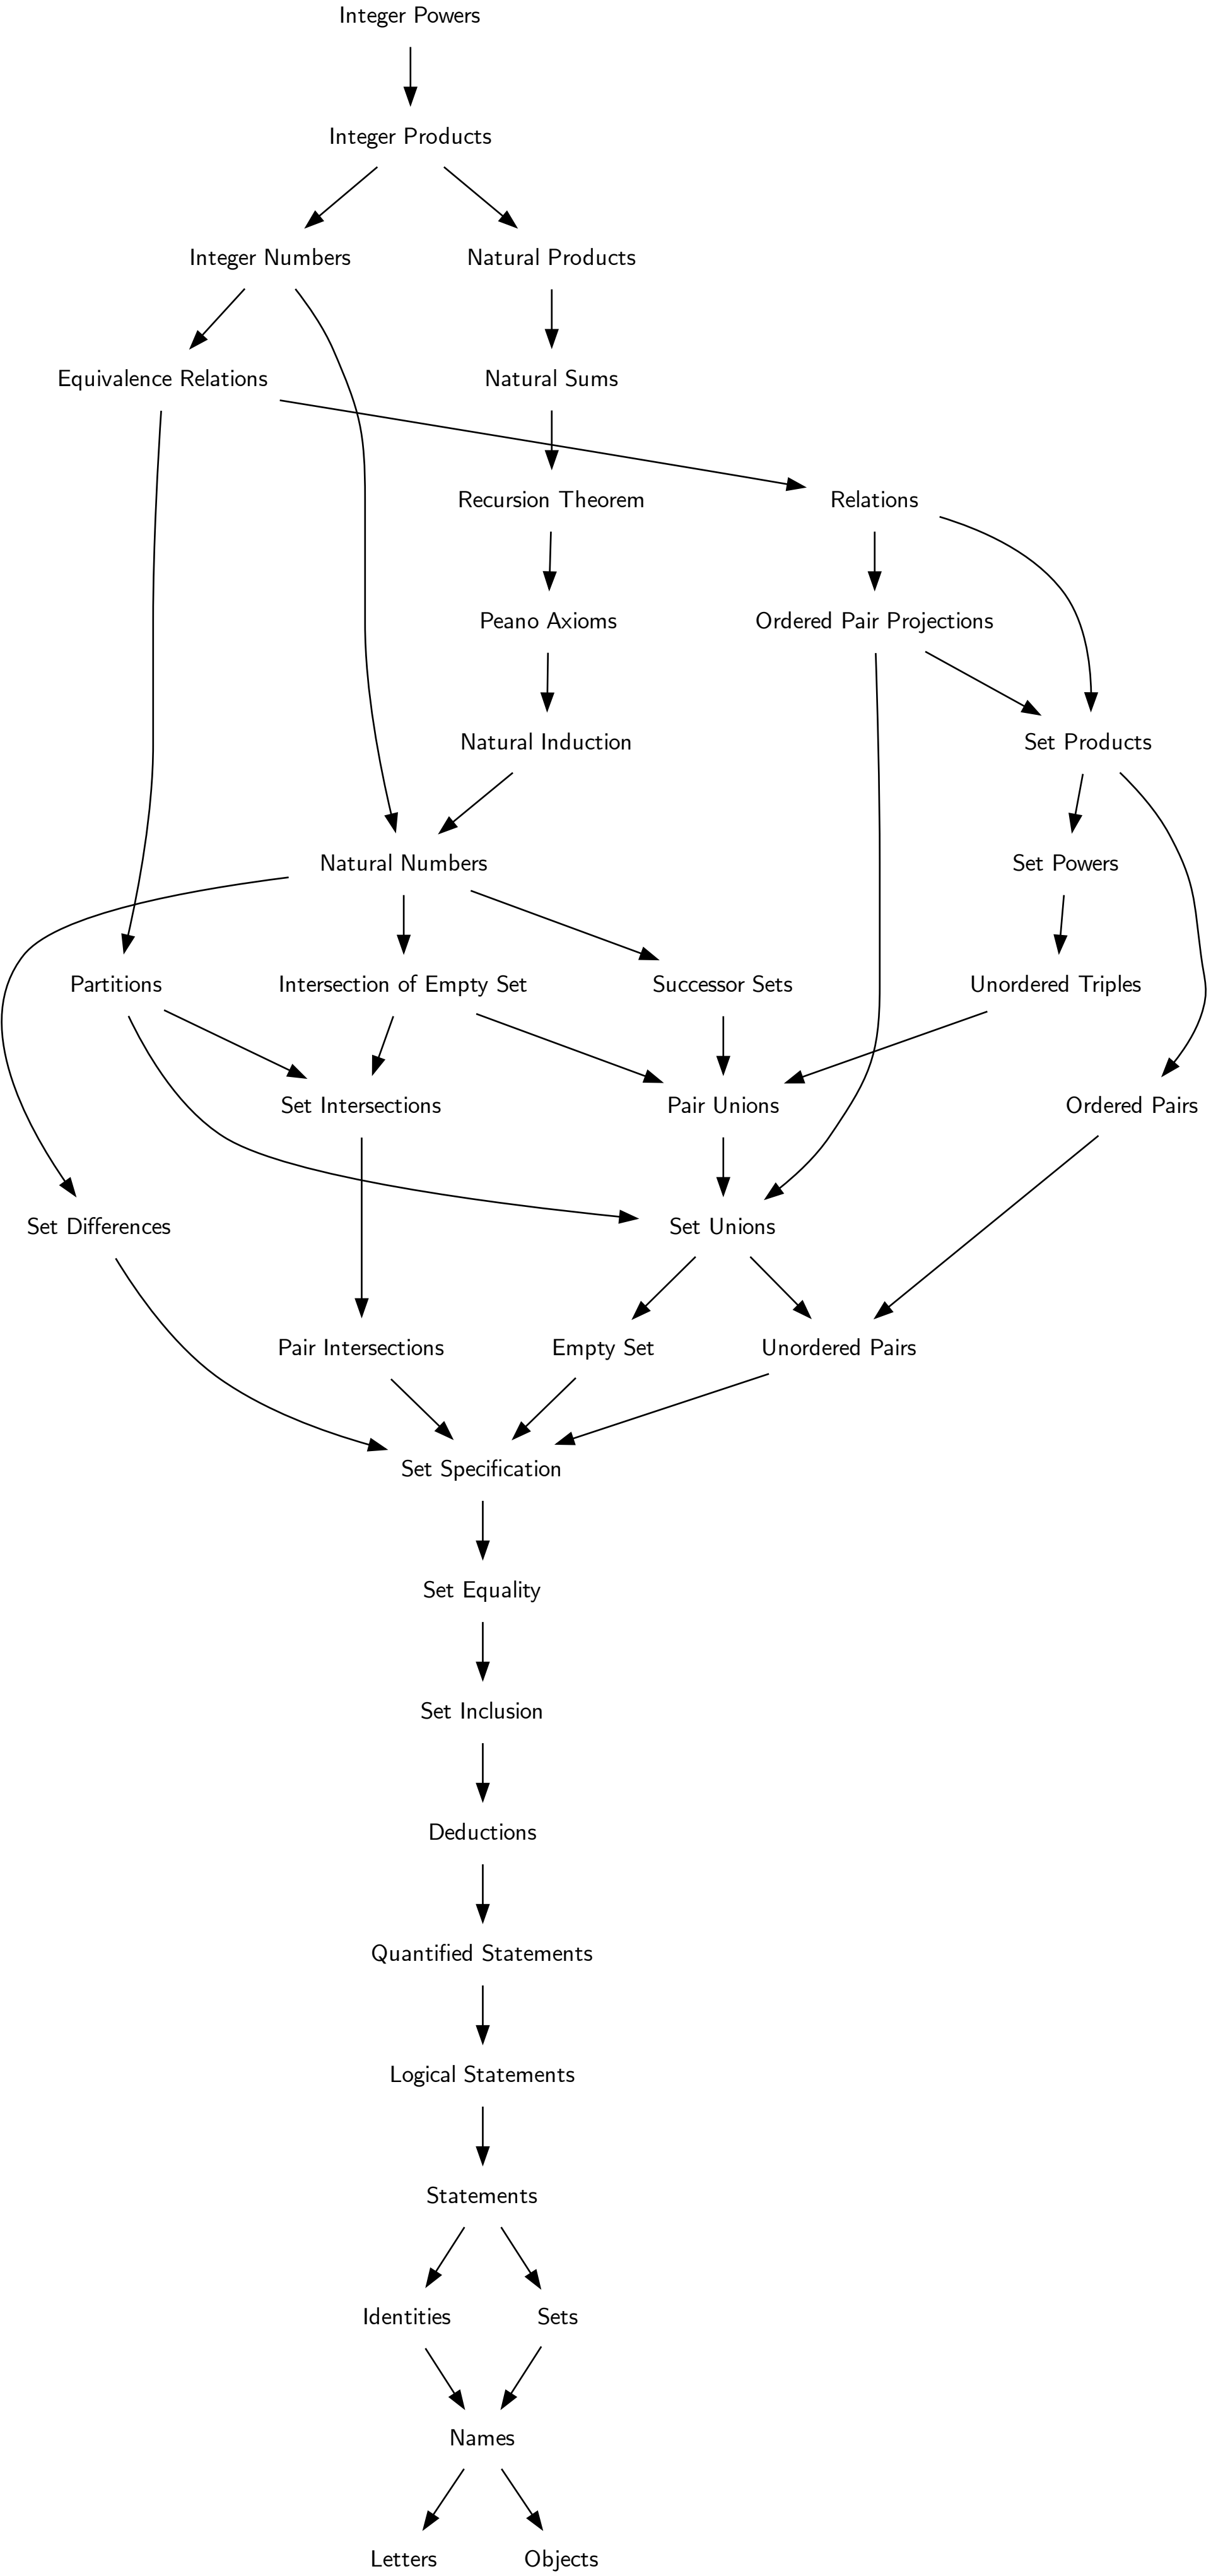 Integer Powers
Integer Products
Integer Numbers
Natural Products
Equivalence Relations
Natural Sums
Recursion Theorem
Relations
Peano Axioms
Ordered Pair Projections
Natural Induction
Set Products
Natural Numbers
Set Powers
Partitions
Intersection of Empty Set
Successor Sets
Unordered Triples
Set Intersections
Pair Unions
Ordered Pairs
Set Differences
Set Unions
Pair Intersections
Empty Set
Unordered Pairs
Set Specification
Set Equality
Set Inclusion
Deductions
Quantified Statements
Logical Statements
Statements
Identities
Sets
Names
Letters
Objects